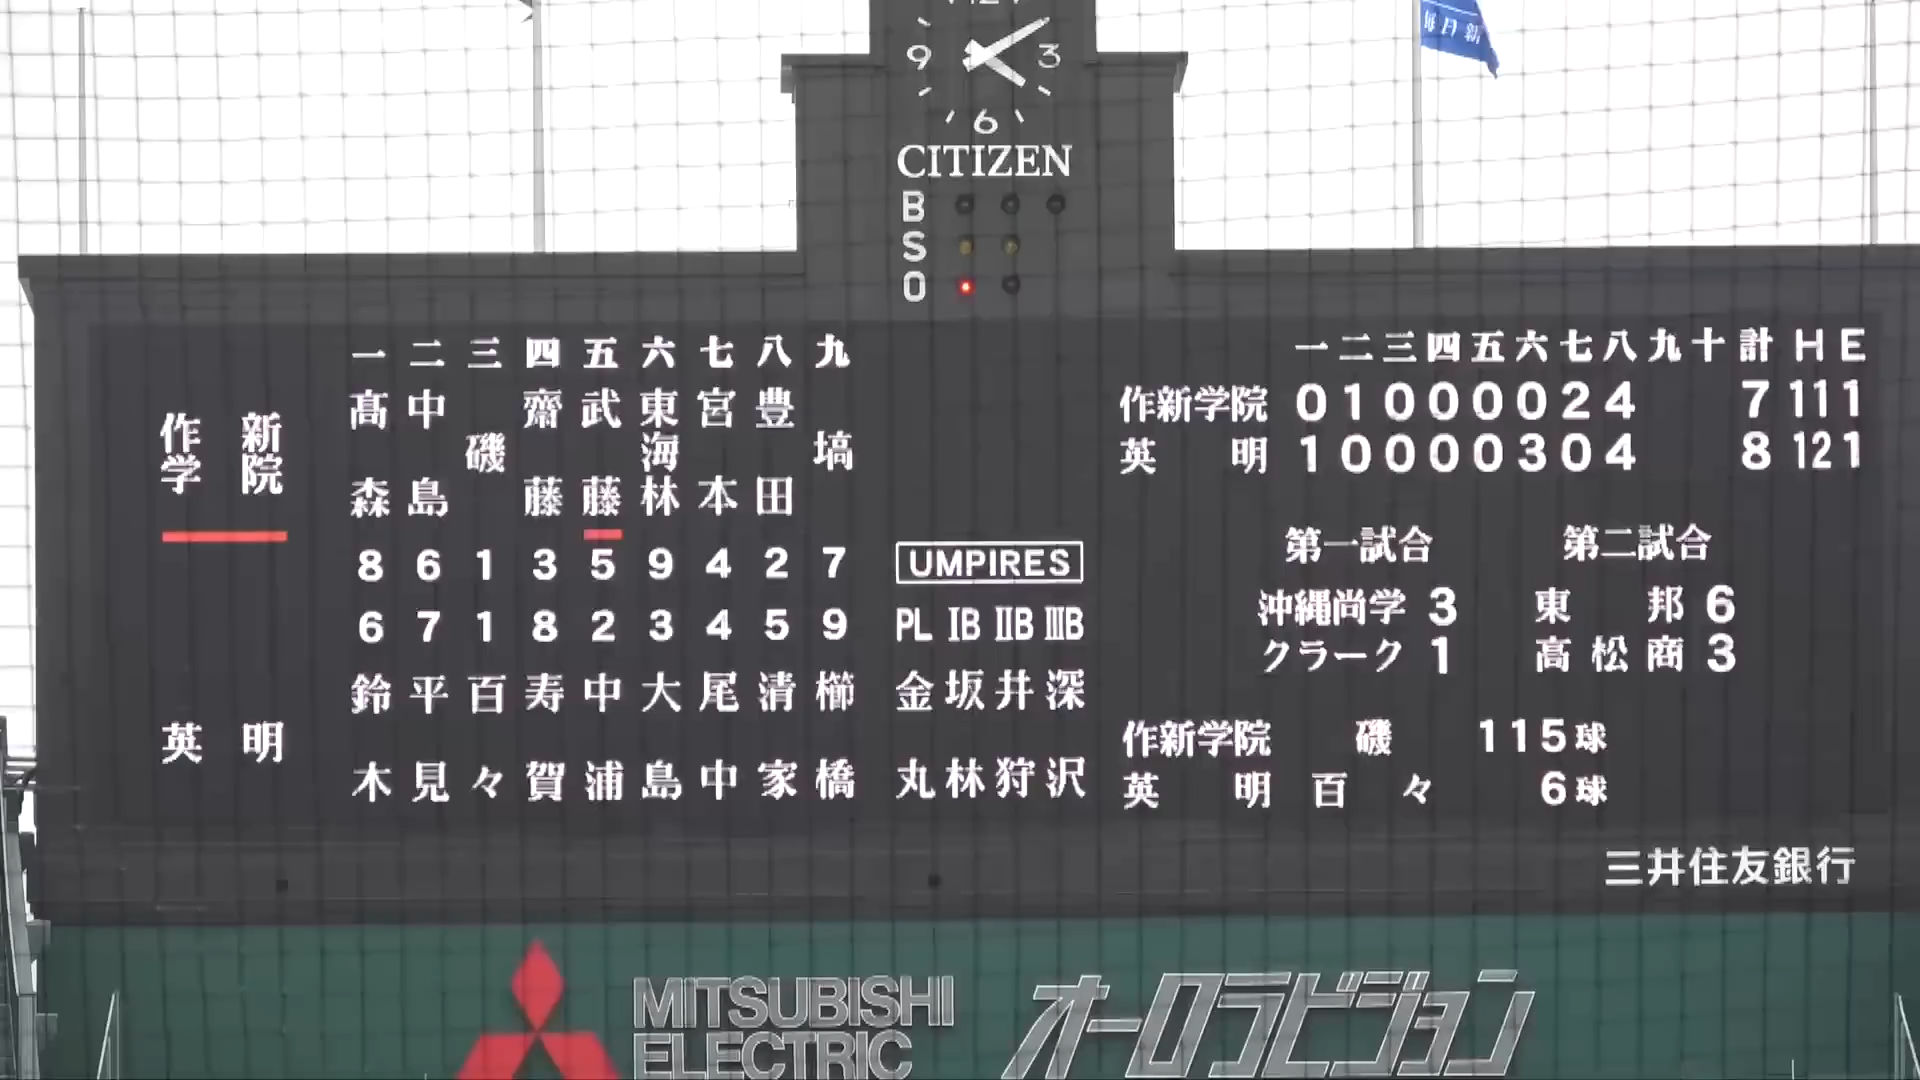 12
9 3
6
CITIZEN
B
S
O
毎日新
一 二 三 四 五 六 七 八 九
作新学院
髙森 中島 磯 齋藤 武藤 東海林 宮本 豊田 塙
8 6 1 3 5 9 4 2 7
6 7 1 8 2 3 4 5 9
英明
鈴木 平見 百々 寿賀 中浦 大島 尾中 清家 櫛橋
UMPIRES
PL ⅠB ⅡB ⅢB
金丸 坂林 井狩 深沢
一 二 三 四 五 六 七 八 九 十 計 H E
作新学院 0 1 0 0 0 0 2 4 7 11 1
英明 1 0 0 0 0 3 0 4 8 12 1
第一試合 第二試合
沖縄尚学 3 東邦 6
クラーク 1 高松商 3
作新学院 磯 115球
英明 百々 6球
三井住友銀行
MITSUBISHI
ELECTRIC
オーロラビジョン